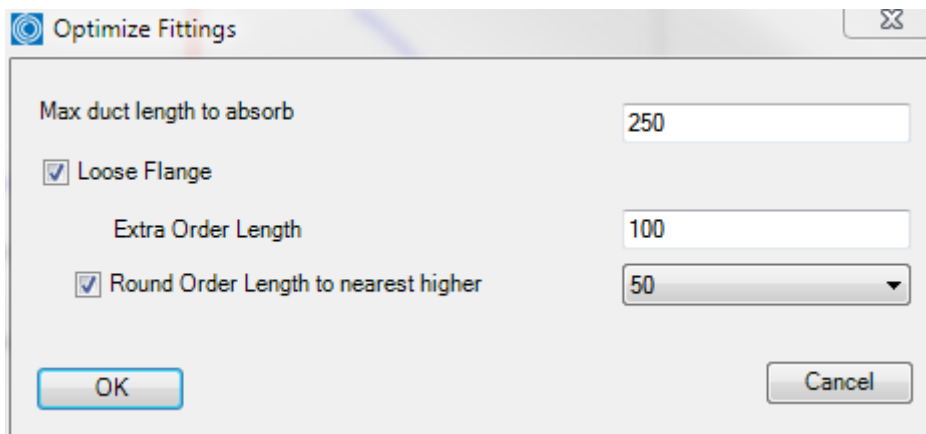 Optimize Fittings
Max duct length to absorb 250
Loose Flange
Extra Order Length 100
Round Order Length to nearest higher 50
OK Cancel